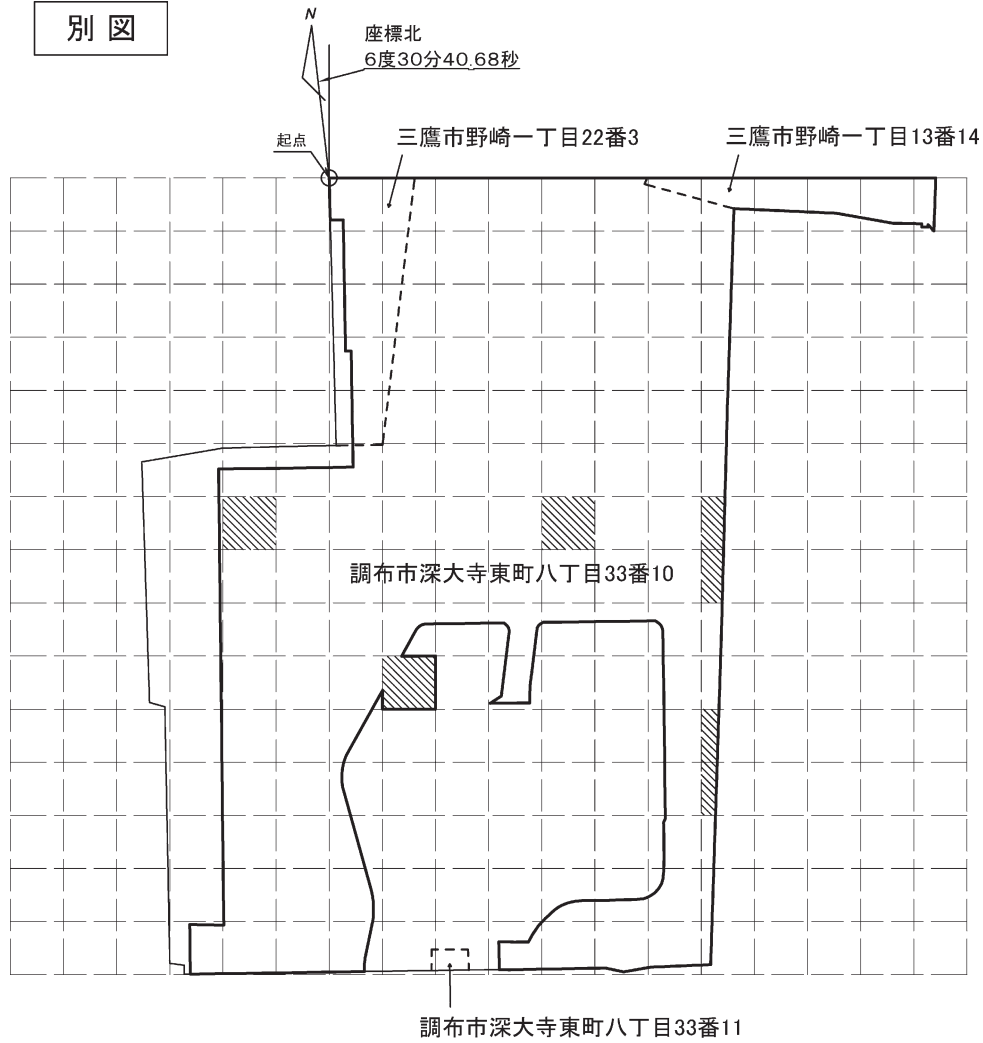 別図
N
座標北
6度30分40.68秒
起点
三鷹市野崎一丁目22番3
三鷹市野崎一丁目13番14
調布市深大寺東町八丁目33番10
調布市深大寺東町八丁目33番11